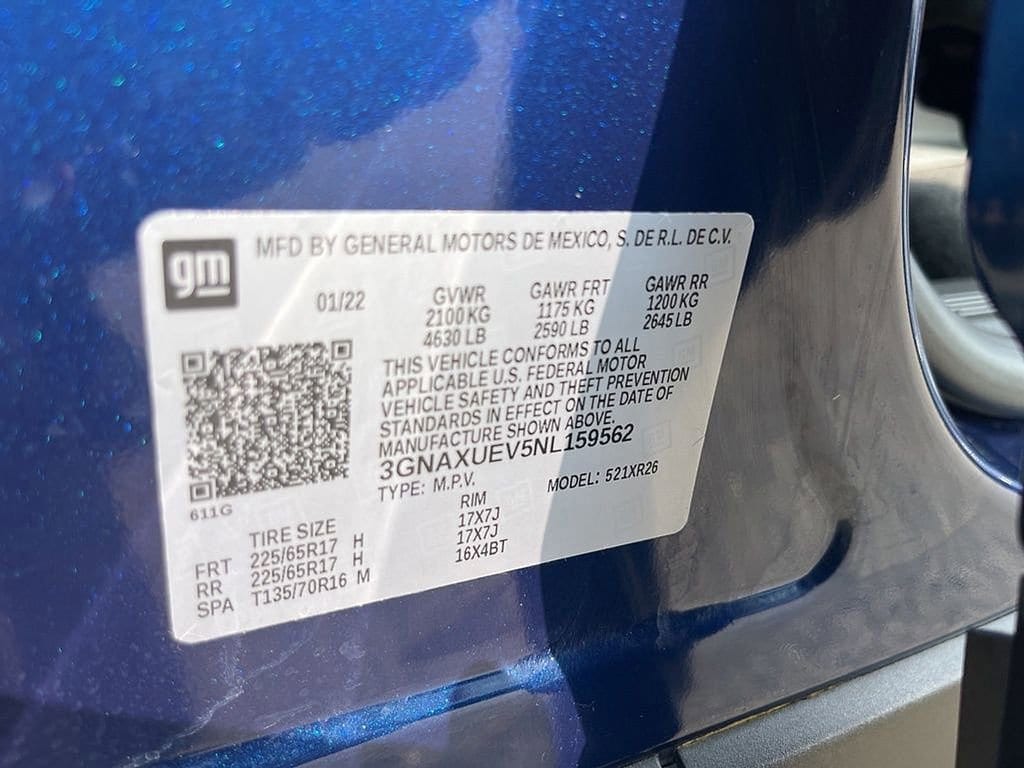 gm
MFD BY GENERAL MOTORS DE MEXICO, S. DE R.L. DE C.V.
01/22 GVWR GAWR FRT GAWR RR
2100 KG 1175 KG 1200 KG
4630 LB 2590 LB 2645 LB
THIS VEHICLE CONFORMS TO ALL
APPLICABLE U.S. FEDERAL MOTOR
VEHICLE SAFETY AND THEFT PREVENTION
STANDARDS IN EFFECT ON THE DATE OF
MANUFACTURE SHOWN ABOVE.
3GNAXUEV5NL159562
TYPE: M.P.V. MODEL: 521XR26
611G
TIRE SIZE RIM
FRT 225/65R17 H 17X7J
RR 225/65R17 H 17X7J
SPA T135/70R16 M 16X4BT